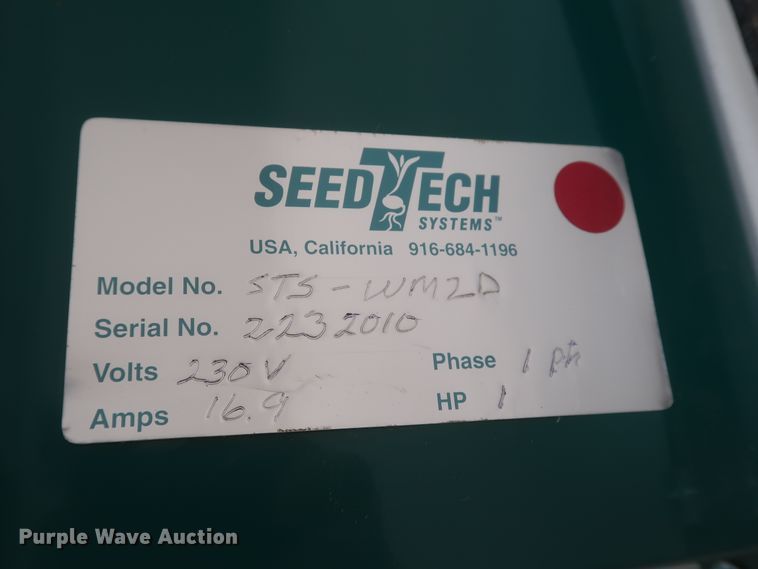 SEEDTECH
SYSTEMS™
USA, California 916-684-1196
Model No. STS-WM2D
Serial No. 2232010
Volts 230V Phase 1 ph
Amps 16.9 HP 1
Purple Wave Auction